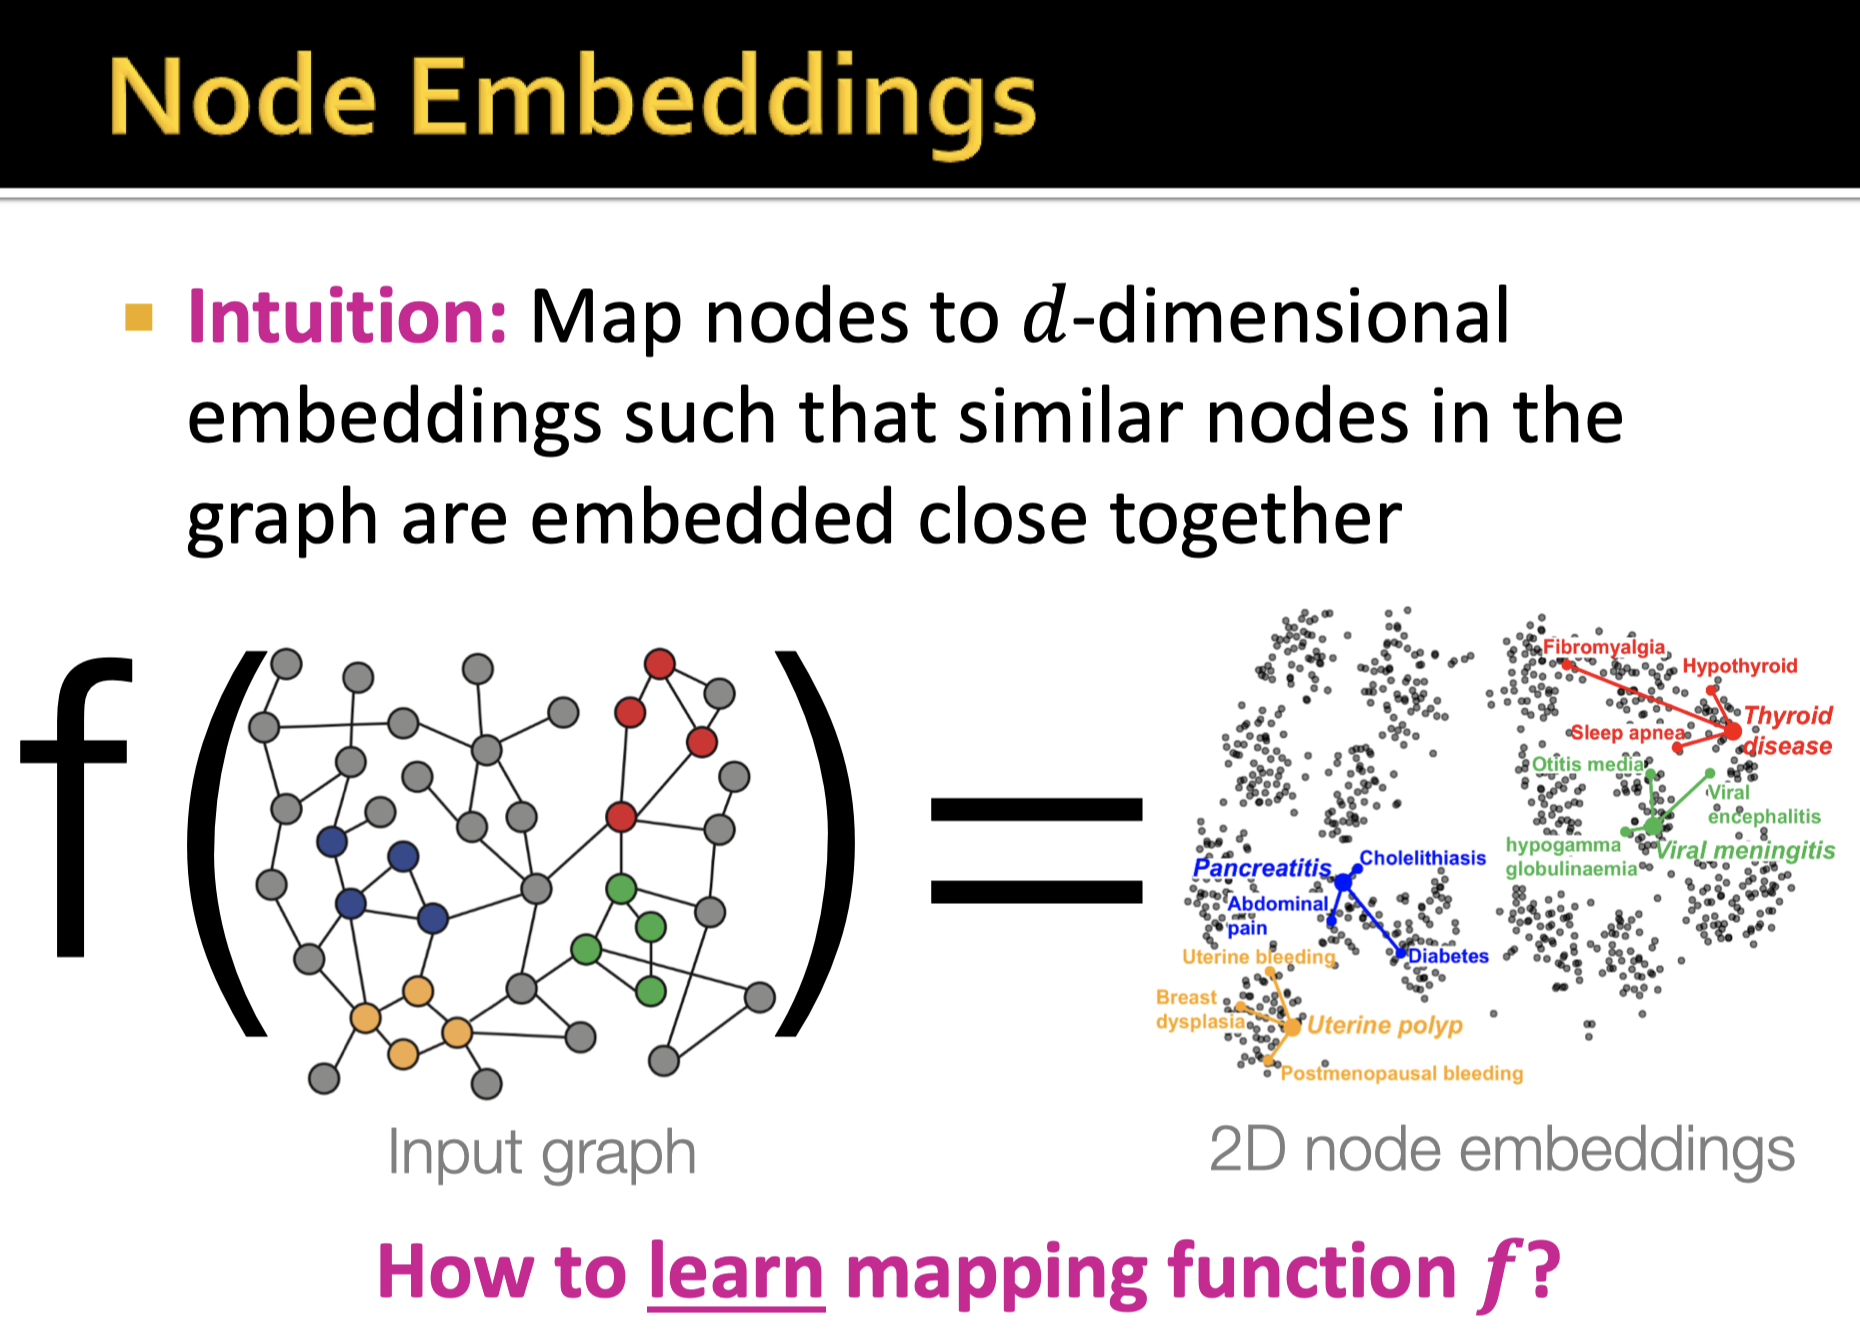 Node Embeddings
Intuition: Map nodes to d-dimensional
embeddings such that similar nodes in the
graph are embedded close together
f ( ) =
Fibromyalgia
Hypothyroid
Thyroid
disease
Sleep apnea
Otitis media
Viral
encephalitis
hypogamma
globulinaemia
Viral meningitis
Pancreatitis
Cholelithiasis
Abdominal
pain
Diabetes
Uterine bleeding
Breast
dysplasia
Uterine polyp
Postmenopausal bleeding
Input graph
2D node embeddings
How to learn mapping function f?